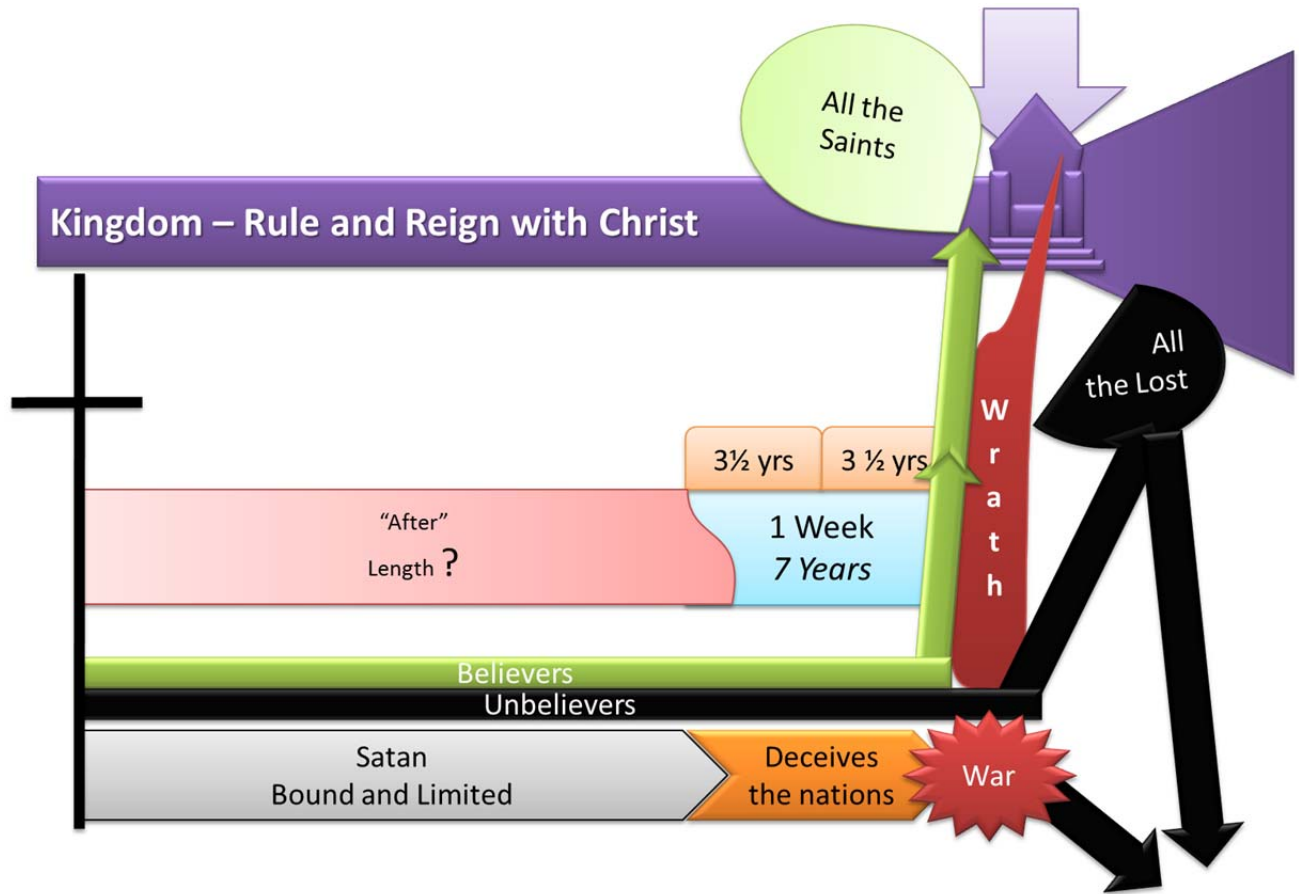 All the
Saints
Kingdom – Rule and Reign with Christ
All
the Lost
Wrath
3½ yrs
3 ½ yrs
“After”
Length ?
1 Week
7 Years
Believers
Unbelievers
Satan
Bound and Limited
Deceives
the nations
War